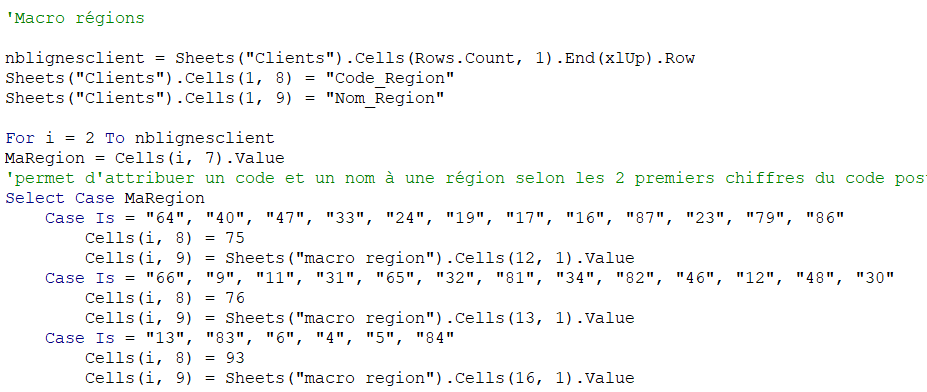 'Macro régions
nblignesclient = Sheets("Clients").Cells(Rows.Count, 1).End(xlUp).Row
Sheets("Clients").Cells(1, 8) = "Code_Region"
Sheets("Clients").Cells(1, 9) = "Nom_Region"
For i = 2 To nblignesclient
MaRegion = Cells(i, 7).Value
'permet d'attribuer un code et un nom à une région selon les 2 premiers chiffres du code
Select Case MaRegion
Case Is = "64", "40", "47", "33", "24", "19", "17", "16", "87", "23", "79", "86"
Cells(i, 8) = 75
Cells(i, 9) = Sheets("macro region").Cells(12, 1).Value
Case Is = "66", "9", "11", "31", "65", "32", "81", "34", "82", "46", "12", "48", "30"
Cells(i, 8) = 76
Cells(i, 9) = Sheets("macro region").Cells(13, 1).Value
Case Is = "13", "83", "6", "4", "5", "84"
Cells(i, 8) = 93
Cells(i, 9) = Sheets("macro region").Cells(16, 1).Value